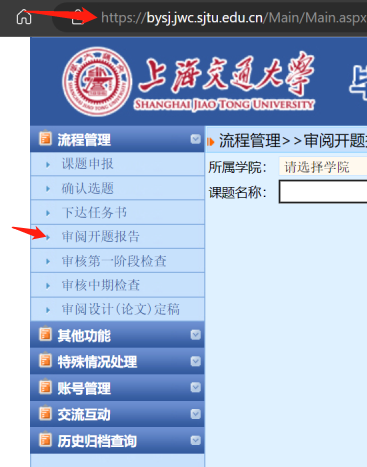 https://bysj.jwc.sjtu.edu.cn/Main/Main.aspx
上海交通大学
SHANGHAI JIAO TONG UNIVERSITY
流程管理
流程管理>>审阅开题
所属学院： 请选择学院
课题名称：
课题申报
确认选题
下达任务书
审阅开题报告
审核第一阶段检查
审核中期检查
审阅设计(论文)定稿
其他功能
特殊情况处理
账号管理
交流互动
历史归档查询